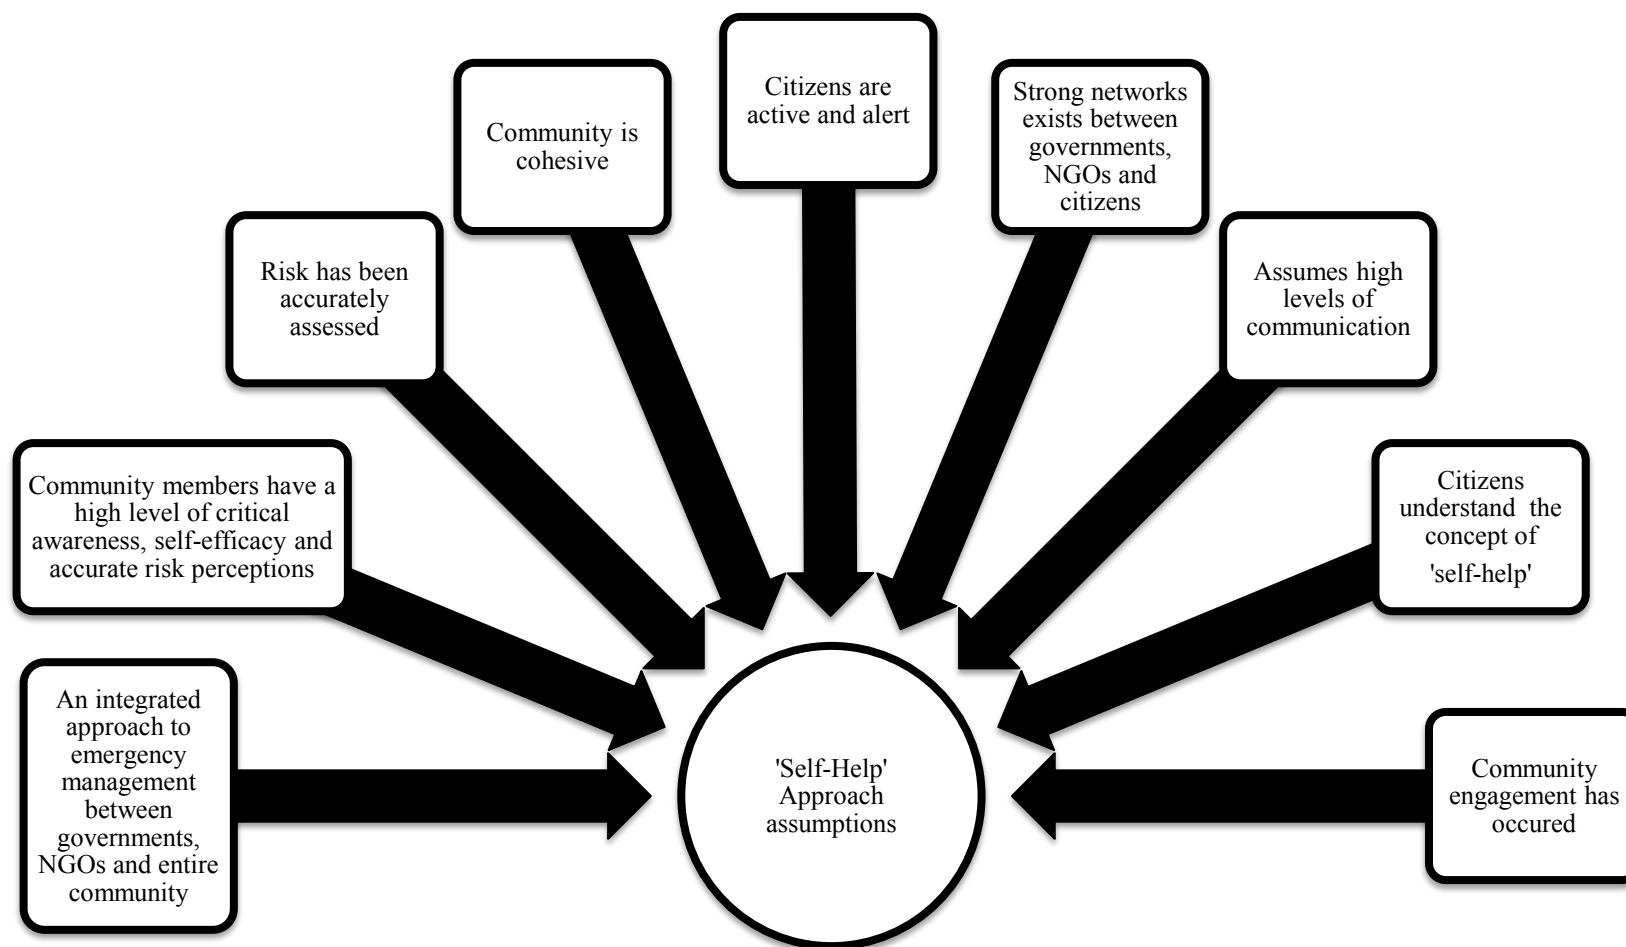 Citizens are
active and alert
Community is
cohesive
Strong networks
exists between
governments,
NGOs and
citizens
Risk has been
accurately
assessed
Assumes high
levels of
communication
Community members have a
high level of critical
awareness, self-efficacy and
accurate risk perceptions
Citizens
understand  the
concept of
'self-help'
An integrated
approach to
emergency
management
between
governments,
NGOs and entire
community
'Self-Help'
Approach
assumptions
Community
engagement has
occured